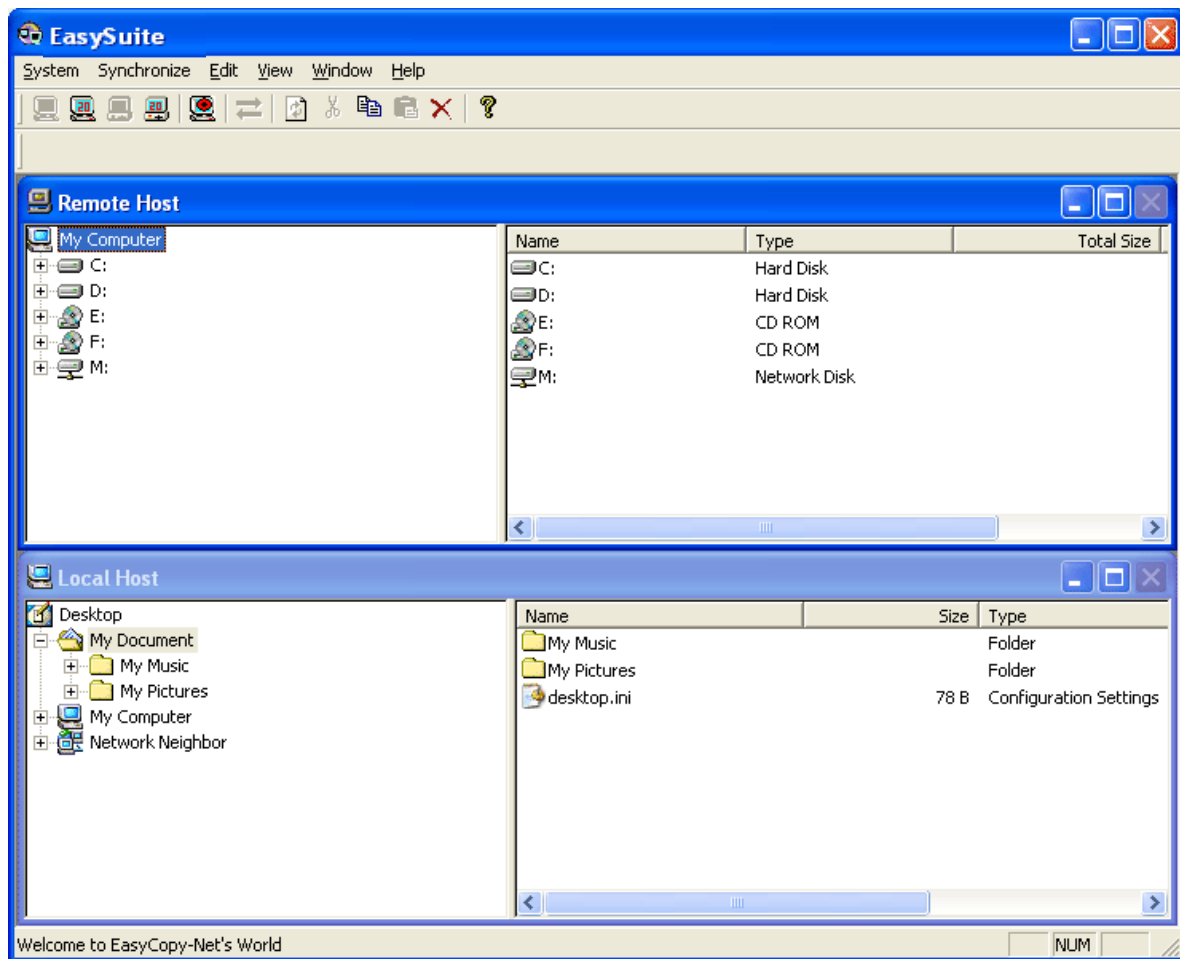 EasySuite
System Synchronize Edit View Window Help
Remote Host
My Computer
C:
D:
E:
F:
M:
Name Type Total Size
C: Hard Disk
D: Hard Disk
E: CD ROM
F: CD ROM
M: Network Disk
Local Host
Desktop
My Document
My Music
My Pictures
My Computer
Network Neighbor
Name Size Type
My Music Folder
My Pictures Folder
desktop.ini 78 B Configuration Settings
Welcome to EasyCopy-Net's World NUM